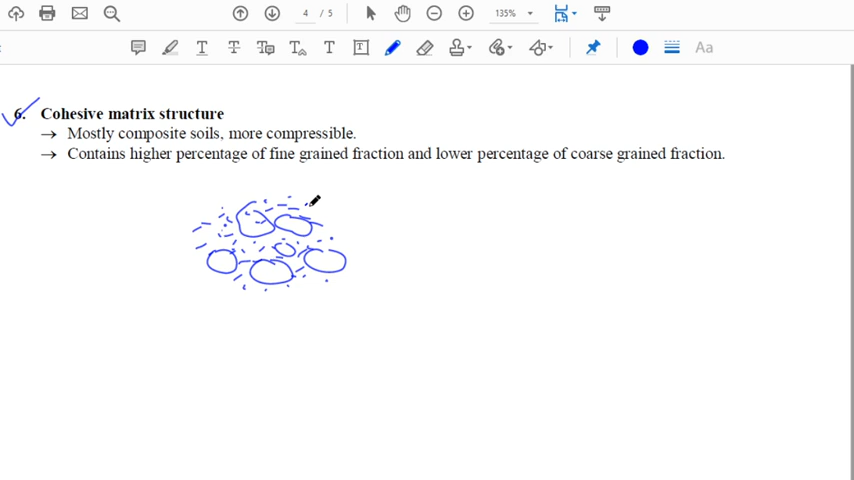 4 / 5
135%
T T T T T T
Aa
6. Cohesive matrix structure
→ Mostly composite soils, more compressible.
→ Contains higher percentage of fine grained fraction and lower percentage of coarse grained fraction.